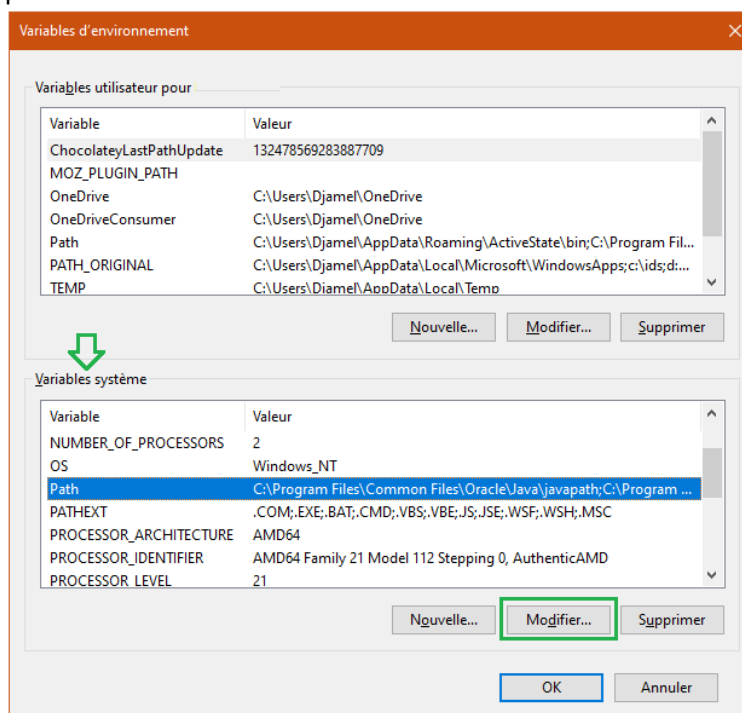 Variables d'environnement
Variables utilisateur pour
Variable Valeur
ChocolateyLastPathUpdate 132478569283887709
MOZ_PLUGIN_PATH
OneDrive C:\Users\Djamel\OneDrive
OneDriveConsumer C:\Users\Djamel\OneDrive
Path C:\Users\Djamel\AppData\Roaming\ActiveState\bin;C:\Program Fil...
PATH_ORIGINAL C:\Users\Djamel\AppData\Local\Microsoft\WindowsApps;c:\ids;d:...
TEMP C:\Users\Djamel\AppData\Local\Temp
Nouvelle... Modifier... Supprimer
Variables système
Variable Valeur
NUMBER_OF_PROCESSORS 2
OS Windows_NT
Path C:\Program Files\Common Files\Oracle\Java\javapath;C:\Program ...
PATHEXT .COM;.EXE;.BAT;.CMD;.VBS;.VBE;.JS;.JSE;.WSF;.WSH;.MSC
PROCESSOR_ARCHITECTURE AMD64
PROCESSOR_IDENTIFIER AMD64 Family 21 Model 112 Stepping 0, AuthenticAMD
PROCESSOR_LEVEL 21
Nouvelle... Modifier... Supprimer
OK Annuler